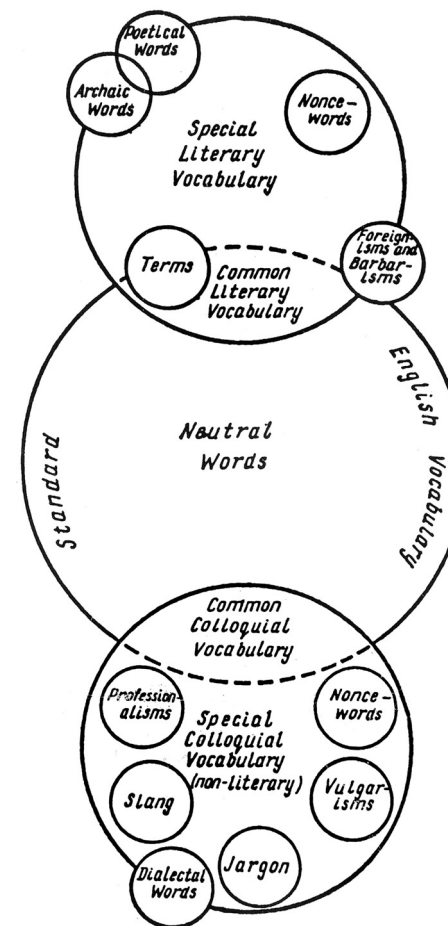 Poetical
Words
Archaic
Words
Nonce-
words
Special
Literary
Vocabulary
Foreign-
isms and
Barbar-
isms
Terms
Common
Literary
Vocabulary
Neutral
Words
Standard
English
Vocabulary
Common
Colloquial
Vocabulary
Profession-
alisms
Special
Colloquial
Vocabulary
(non-literary)
Nonce-
words
Slang
Vulgar-
isms
Jargon
Dialectal
Words